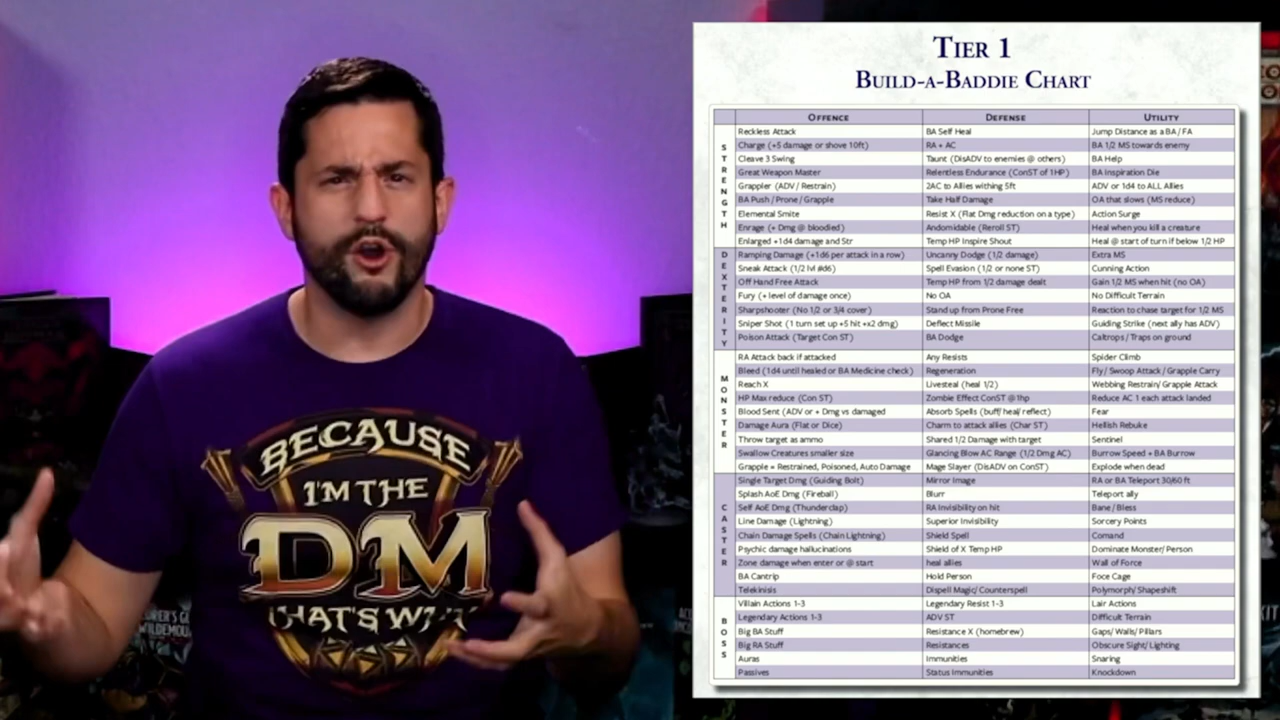 BECAUSE
I'M THE
DM
THAT'S WHY
TIER 1
BUILD-A-BADDIE CHART
OFFENCE DEFENSE UTILITY
STRENGTH
Reckless Attack BA Self Heal Jump Distance as a BA / FA
Charge (+5 damage or shove 10ft) RA + AC BA 1/2 MS towards enemy
Cleave 3 Swing Taunt (DisADV to enemies @ others) BA Help
Great Weapon Master Relentless Endurance (ConST of 1HP) BA Inspiration Die
Grappler (ADV / Restrain) 2AC to Allies withing 5ft ADV or 1d4 to ALL Allies
BA Push / Prone / Grapple Take Half Damage OA that slows (MS reduce)
Elemental Smite Resist X (Flat Dmg reduction on a type) Action Surge
Enrage (+ Dmg @ bloodied) Andomidable (Reroll ST) Heal when you kill a creature
Enlarged +1d4 damage and Str Temp HP Inspire Shout Heal @ start of turn if below 1/2 HP
DEXTERITY
Ramping Damage (+1d6 per attack in a row) Uncanny Dodge (1/2 damage) Extra MS
Sneak Attack (1/2 lvl #d6) Spell Evasion (1/2 or none ST) Cunning Action
Off Hand Free Attack Temp HP from 1/2 damage dealt Gain 1/2 MS when hit (no OA)
Fury (+ level of damage once) No OA No Difficult Terrain
Sharpshooter (No 1/2 or 3/4 cover) Stand up from Prone Free Reaction to chase target for 1/2 MS
Sniper Shot (1 turn set up +5 hit +x2 dmg) Deflect Missile Guiding Strike (next ally has ADV)
Poison Attack (Target Con ST) BA Dodge Caltrops / Traps on ground
MONSTER
RA Attack back if attacked Any Resists Spider Climb
Bleed (1d4 until healed or BA Medicine check) Regeneration Fly / Swoop Attack / Grapple Carry
Reach X Livesteal (heal 1/2) Webbing Restrain/ Grapple Attack
HP Max reduce (Con ST) Zombie Effect ConST @1hp Reduce AC 1 each attack landed
Blood Sent (ADV or + Dmg vs damaged Absorb Spells (buff/ heal/ reflect) Fear
Damage Aura (Flat or Dice) Charm to attack allies (Char ST) Hellish Rebuke
Throw target as ammo Shared 1/2 Damage with target Sentinel
Swallow Creatures smaller size Glancing Blow AC Range (1/2 Dmg AC) Burrow Speed + BA Burrow
Grapple = Restrained, Poisoned, Auto Damage Mage Slayer (DisADV on ConST) Explode when dead
CASTER
Single Target Dmg (Guiding Bolt) Mirror Image RA or BA Teleport 30/60 ft
Splash AoE Dmg (Fireball) Blurr Teleport ally
Self AoE Dmg (Thunderclap) RA Invisibility on hit Bane / Bless
Line Damage (Lightning) Superior Invisibility Sorcery Points
Chain Damage Spells (Chain Lightning) Shield Spell Comand
Psychic damage hallucinations Shield of X Temp HP Dominate Monster/ Person
Zone damage when enter or @ start heal allies Wall of Force
BA Cantrip Hold Person Foce Cage
Telekinisis Dispell Magic/ Counterspell Polymorph/ Shapeshift
BOSS
Villain Actions 1-3 Legendary Resist 1-3 Lair Actions
Legendary Actions 1-3 ADV ST Difficult Terrain
Big BA Stuff Resistance X (homebrew) Gaps/ Walls/ Pillars
Big RA Stuff Resistances Obscure Sight/ Lighting
Auras Immunities Snaring
Passives Status Immunities Knockdown